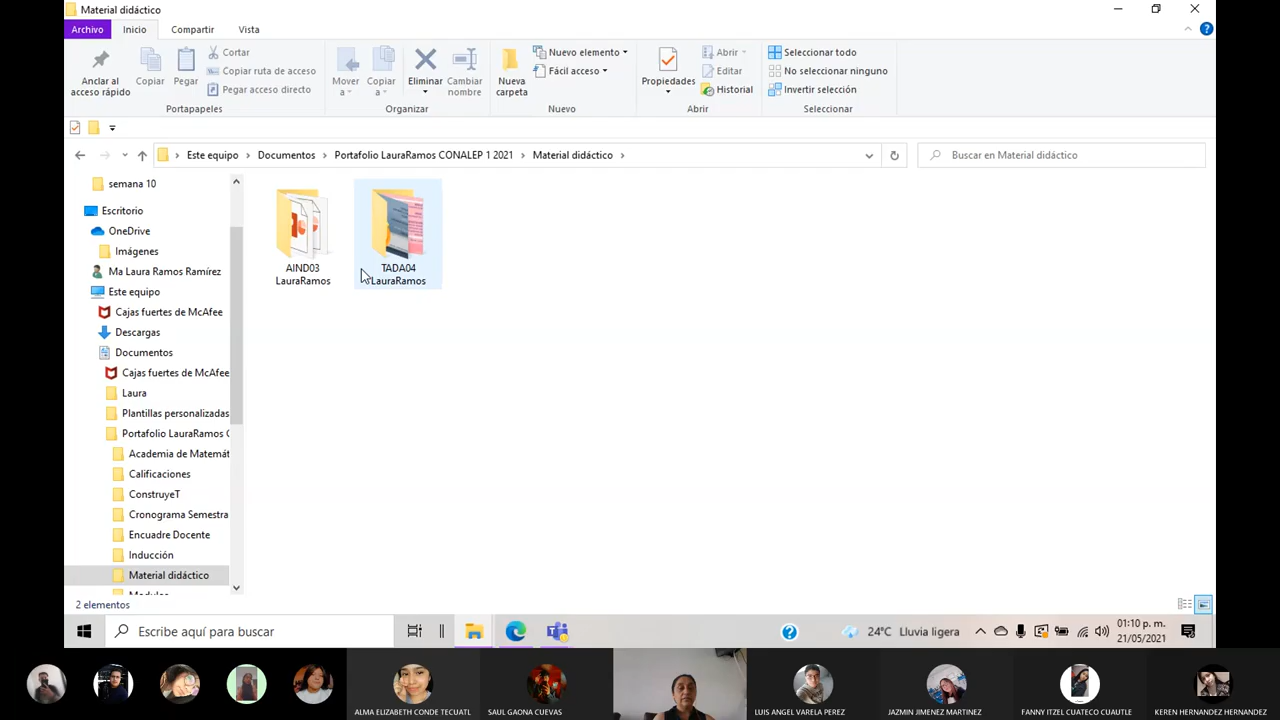 Material didáctico
Archivo Inicio Compartir Vista
Anclar al
acceso rápido
Copiar
Pegar
Cortar
Copiar ruta de acceso
Pegar acceso directo
Portapapeles
Mover
a
Copiar
a
Eliminar
Cambiar
nombre
Organizar
Nueva
carpeta
Nuevo elemento
Fácil acceso
Nuevo
Propiedades
Abrir
Editar
Historial
Abrir
Seleccionar todo
No seleccionar ninguno
Invertir selección
Seleccionar
Este equipo > Documentos > Portafolio LauraRamos CONALEP 1 2021 > Material didáctico >
Buscar en Material didáctico
semana 10
Escritorio
OneDrive
Imágenes
Ma Laura Ramos Ramírez
Este equipo
Cajas fuertes de McAfee
Descargas
Documentos
Cajas fuertes de McAfee
Laura
Plantillas personalizadas
Portafolio LauraRamos C
Academia de Matemát
Calificaciones
ConstruyeT
Cronograma Semestra
Encuadre Docente
Inducción
Material didáctico
AIND03
LauraRamos
TADA04
LauraRamos
2 elementos
Escribe aquí para buscar
24°C Lluvia ligera
01:10 p. m.
21/05/2021
ALMA ELIZABETH CONDE TECUATL
SAUL GAONA CUEVAS
LUIS ANGEL VARELA PEREZ
JAZMIN JIMENEZ MARTINEZ
FANNY ITZEL CUATECO CUAUTLE
KEREN HERNANDEZ HERNANDEZ